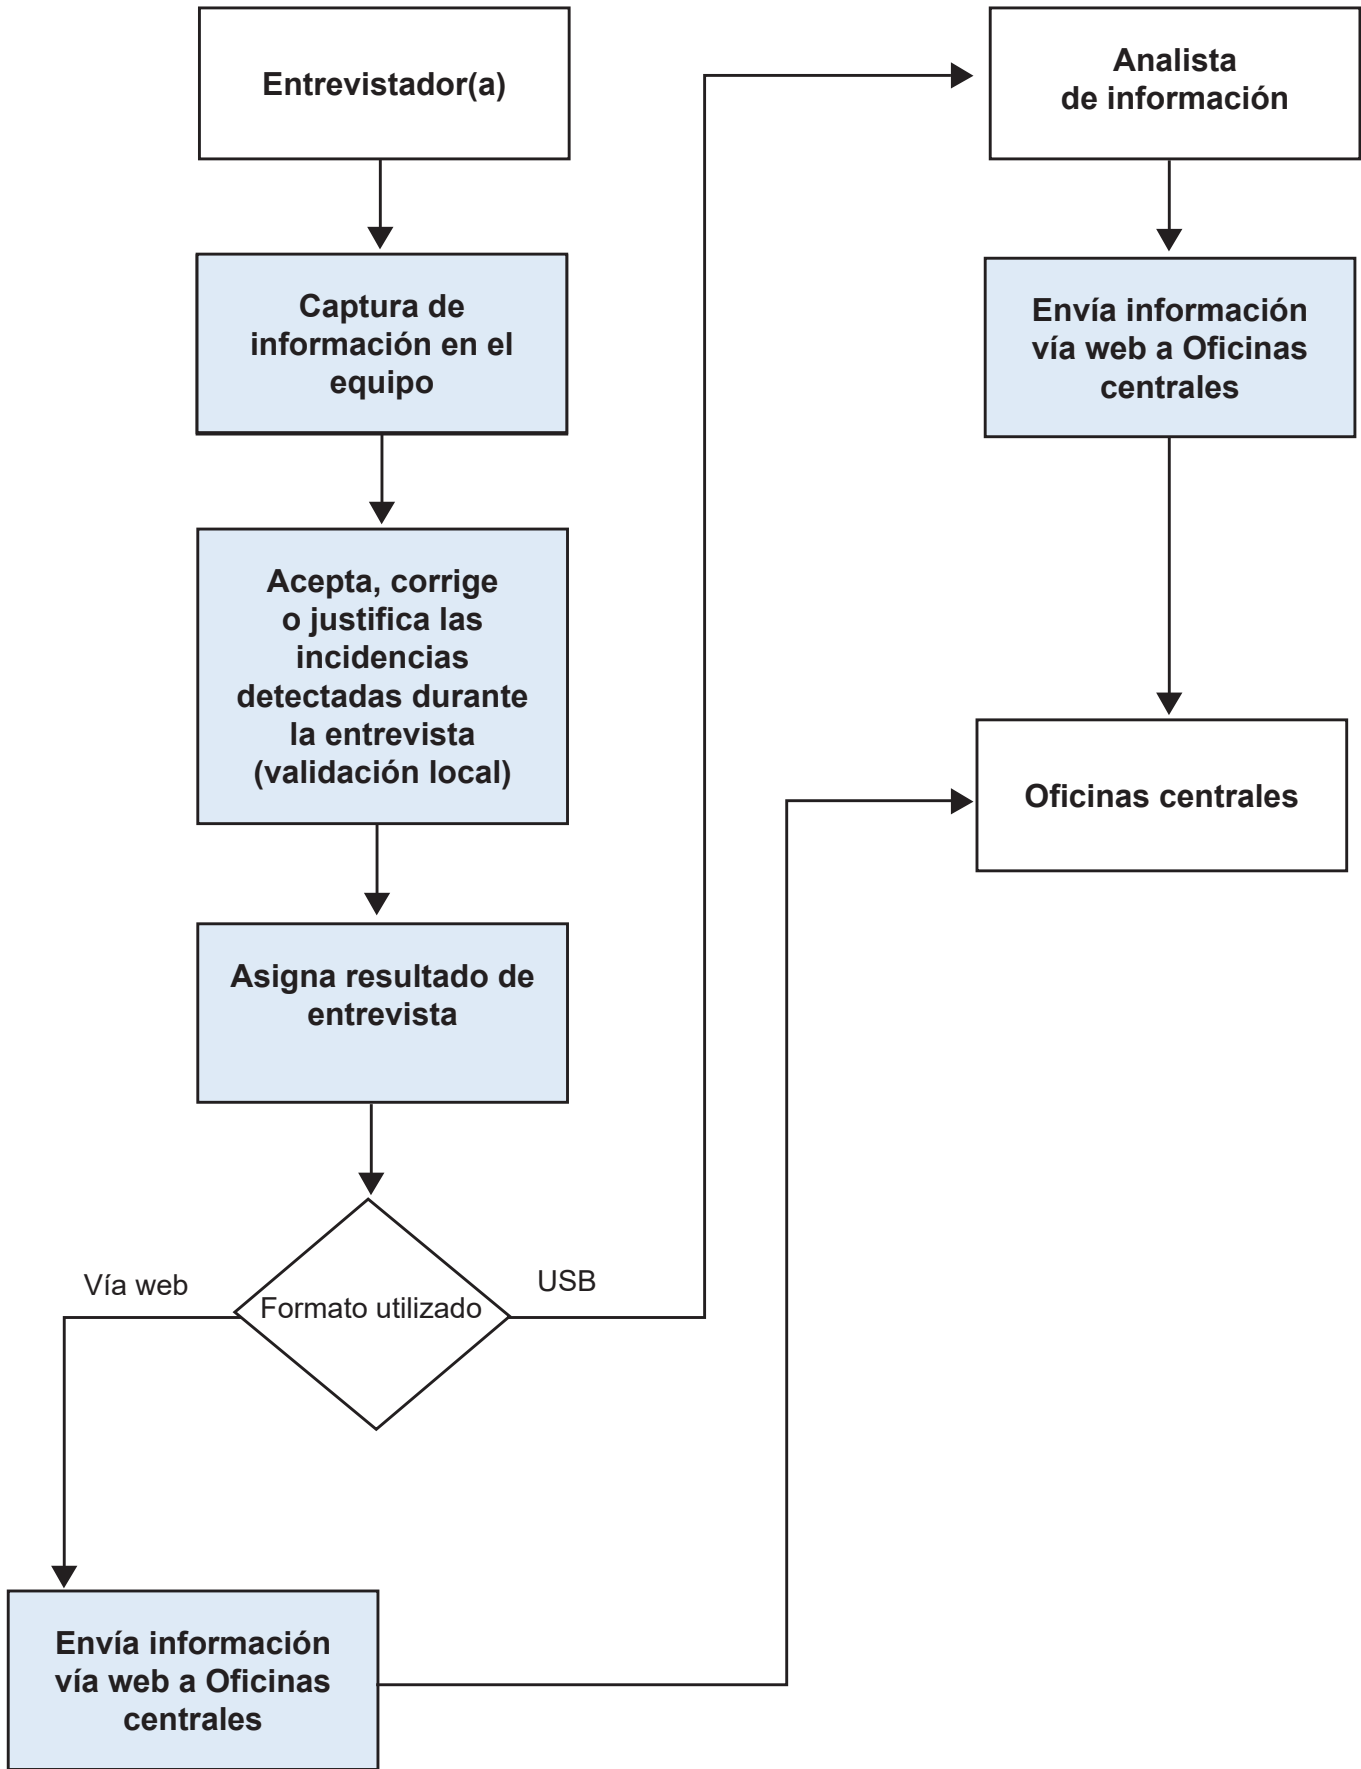 Entrevistador(a)
Captura de
información en el
equipo
Acepta, corrige
o justifica las
incidencias
detectadas durante
la entrevista
(validación local)
Asigna resultado de
entrevista
Formato utilizado
Vía web
USB
Envía información
vía web a Oficinas
centrales
Analista
de información
Envía información
vía web a Oficinas
centrales
Oficinas centrales